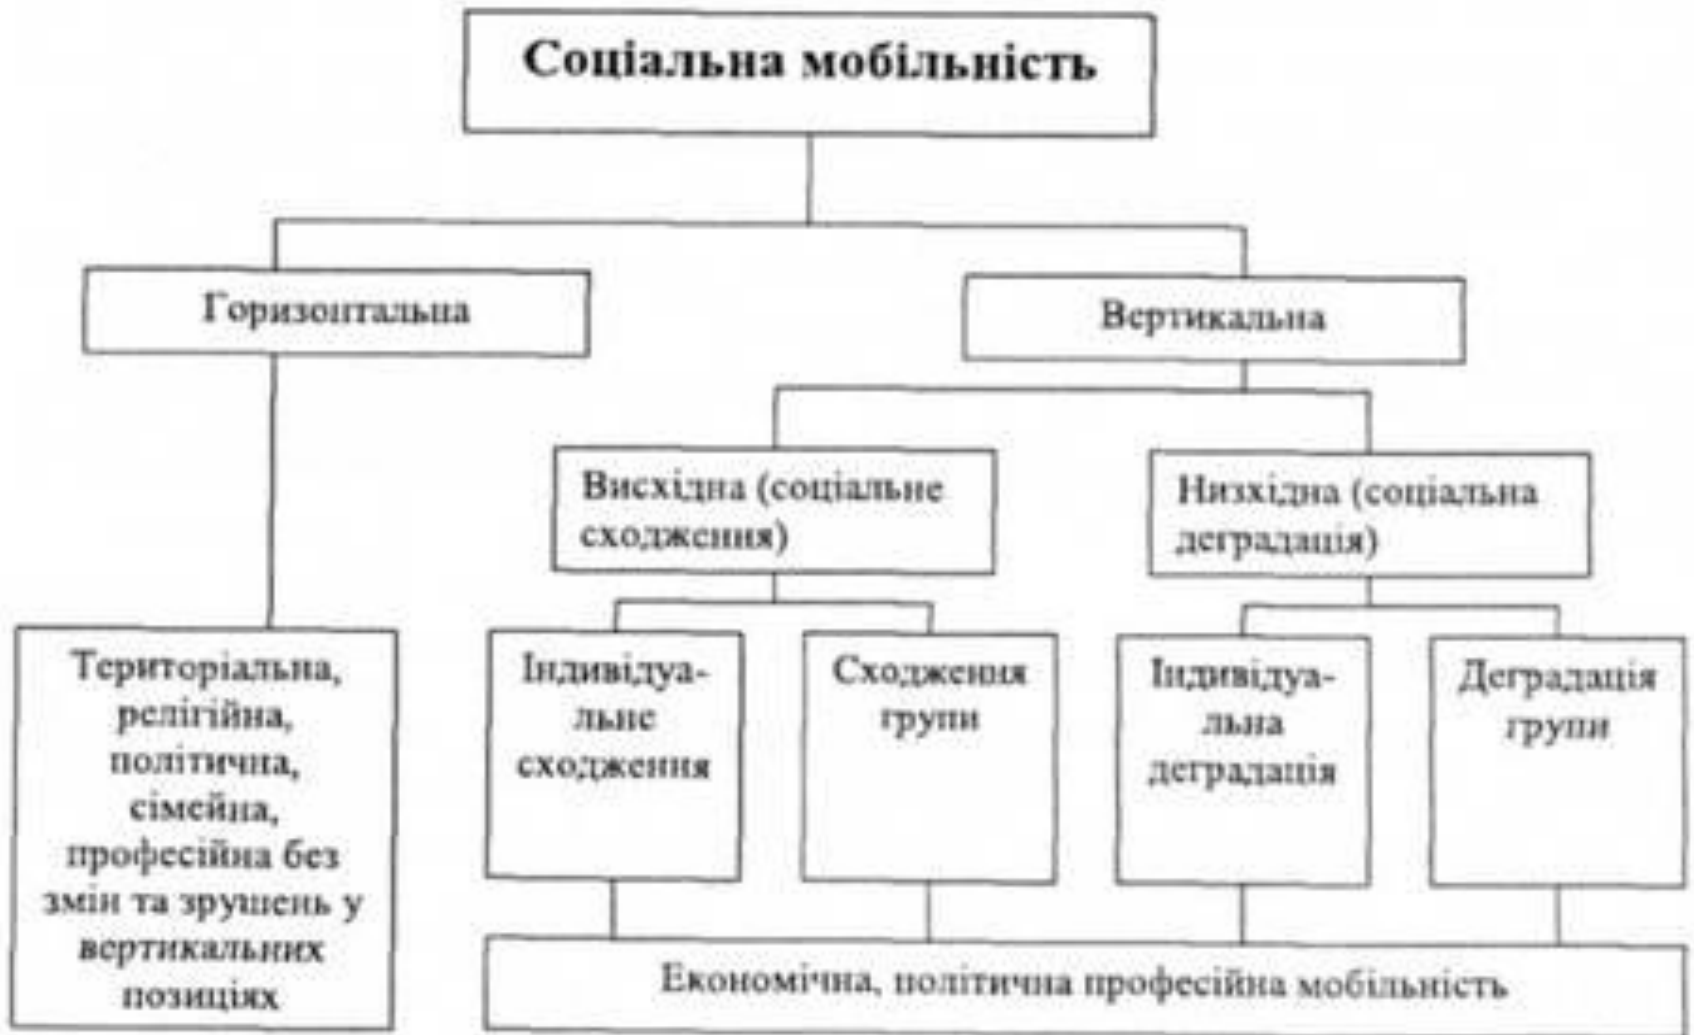 Соціальна мобільність
Горизонтальна
Вертикальна
Висхідна (соціальне
сходження)
Низхідна (соціальна
деградація)
Територіальна,
релігійна,
політична,
сімейна,
професійна без
змін та зрушень у
вертикальних
позиціях
Індивідуа-
льне
сходження
Сходження
групи
Індивідуа-
льна
деградація
Деградація
групи
Економічна, політична професійна мобільність